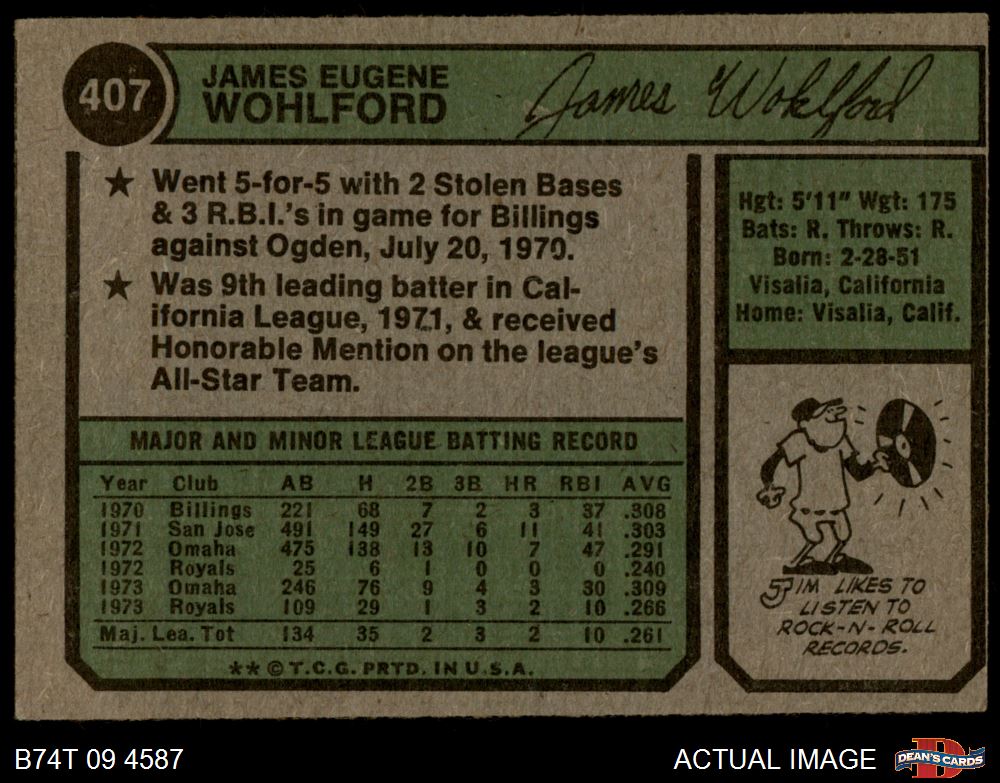 407
JAMES EUGENE
WOHLFORD
James Wohlford
★ Went 5-for-5 with 2 Stolen Bases
& 3 R.B.I.'s in game for Billings
against Ogden, July 20, 1970.
★ Was 9th leading batter in Cal-
ifornia League, 1971, & received
Honorable Mention on the league's
All-Star Team.
MAJOR AND MINOR LEAGUE BATTING RECORD
Year Club AB H 2B 3B HR RBI AVG
1970 Billings 221 68 7 2 3 37 .308
1971 San Jose 491 149 27 6 11 41 .303
1972 Omaha 475 138 13 10 7 47 .291
1972 Royals 25 6 1 0 0 0 .240
1973 Omaha 246 76 9 4 3 30 .309
1973 Royals 109 29 1 3 2 10 .266
Maj. Lea. Tot 134 35 2 3 2 10 .261
** © T.C.G. PRTD. IN U.S.A.
Hgt: 5'11" Wgt: 175
Bats: R. Throws: R.
Born: 2-28-51
Visalia, California
Home: Visalia, Calif.
JIM LIKES TO
LISTEN TO
ROCK-N-ROLL
RECORDS.
B74T 09 4587
ACTUAL IMAGE
D
DEAN'S CARDS